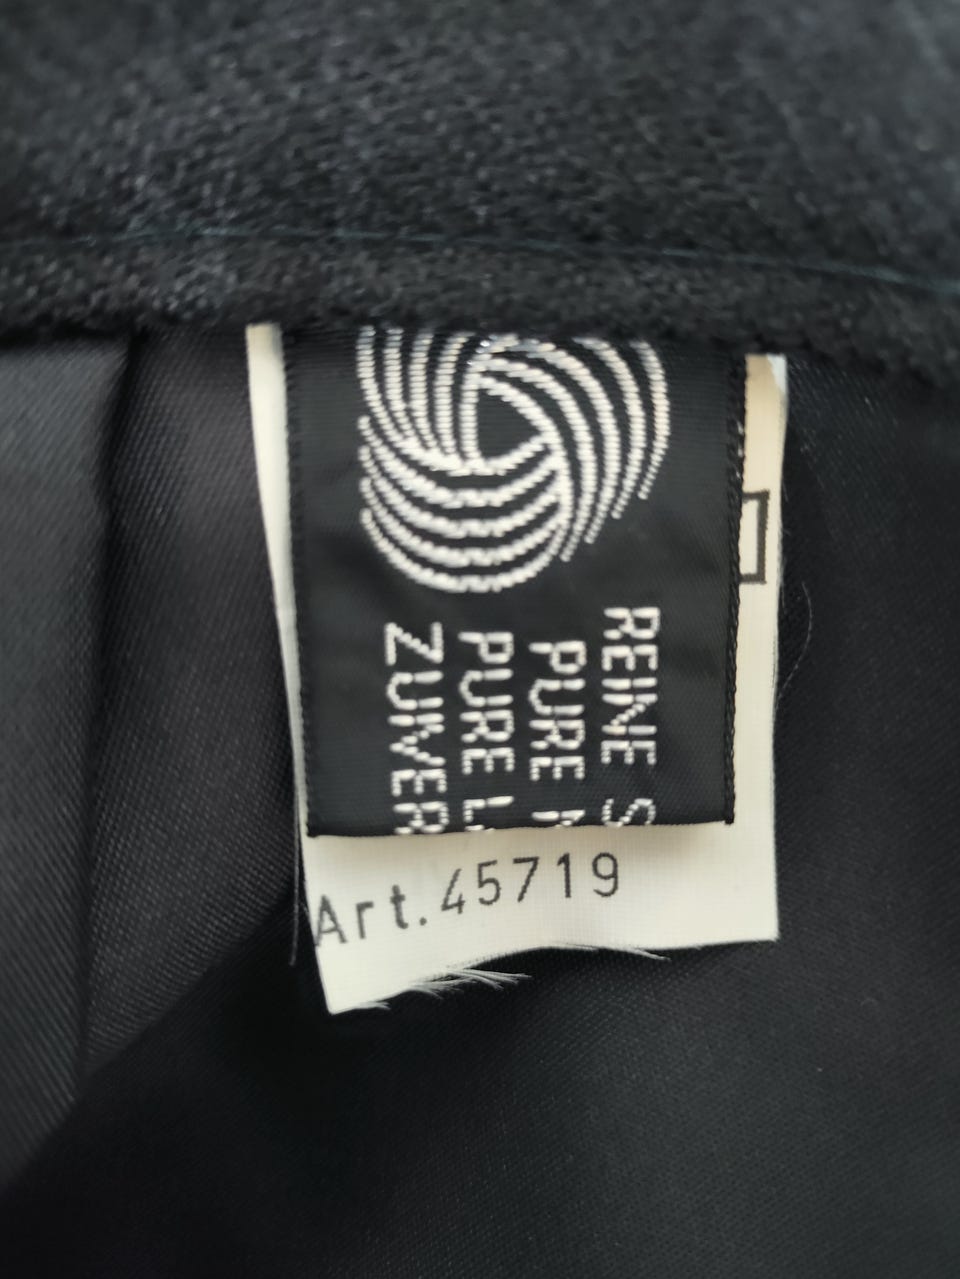 REINE S
PURE N
PURE L
ZUIVER
Art. 45719